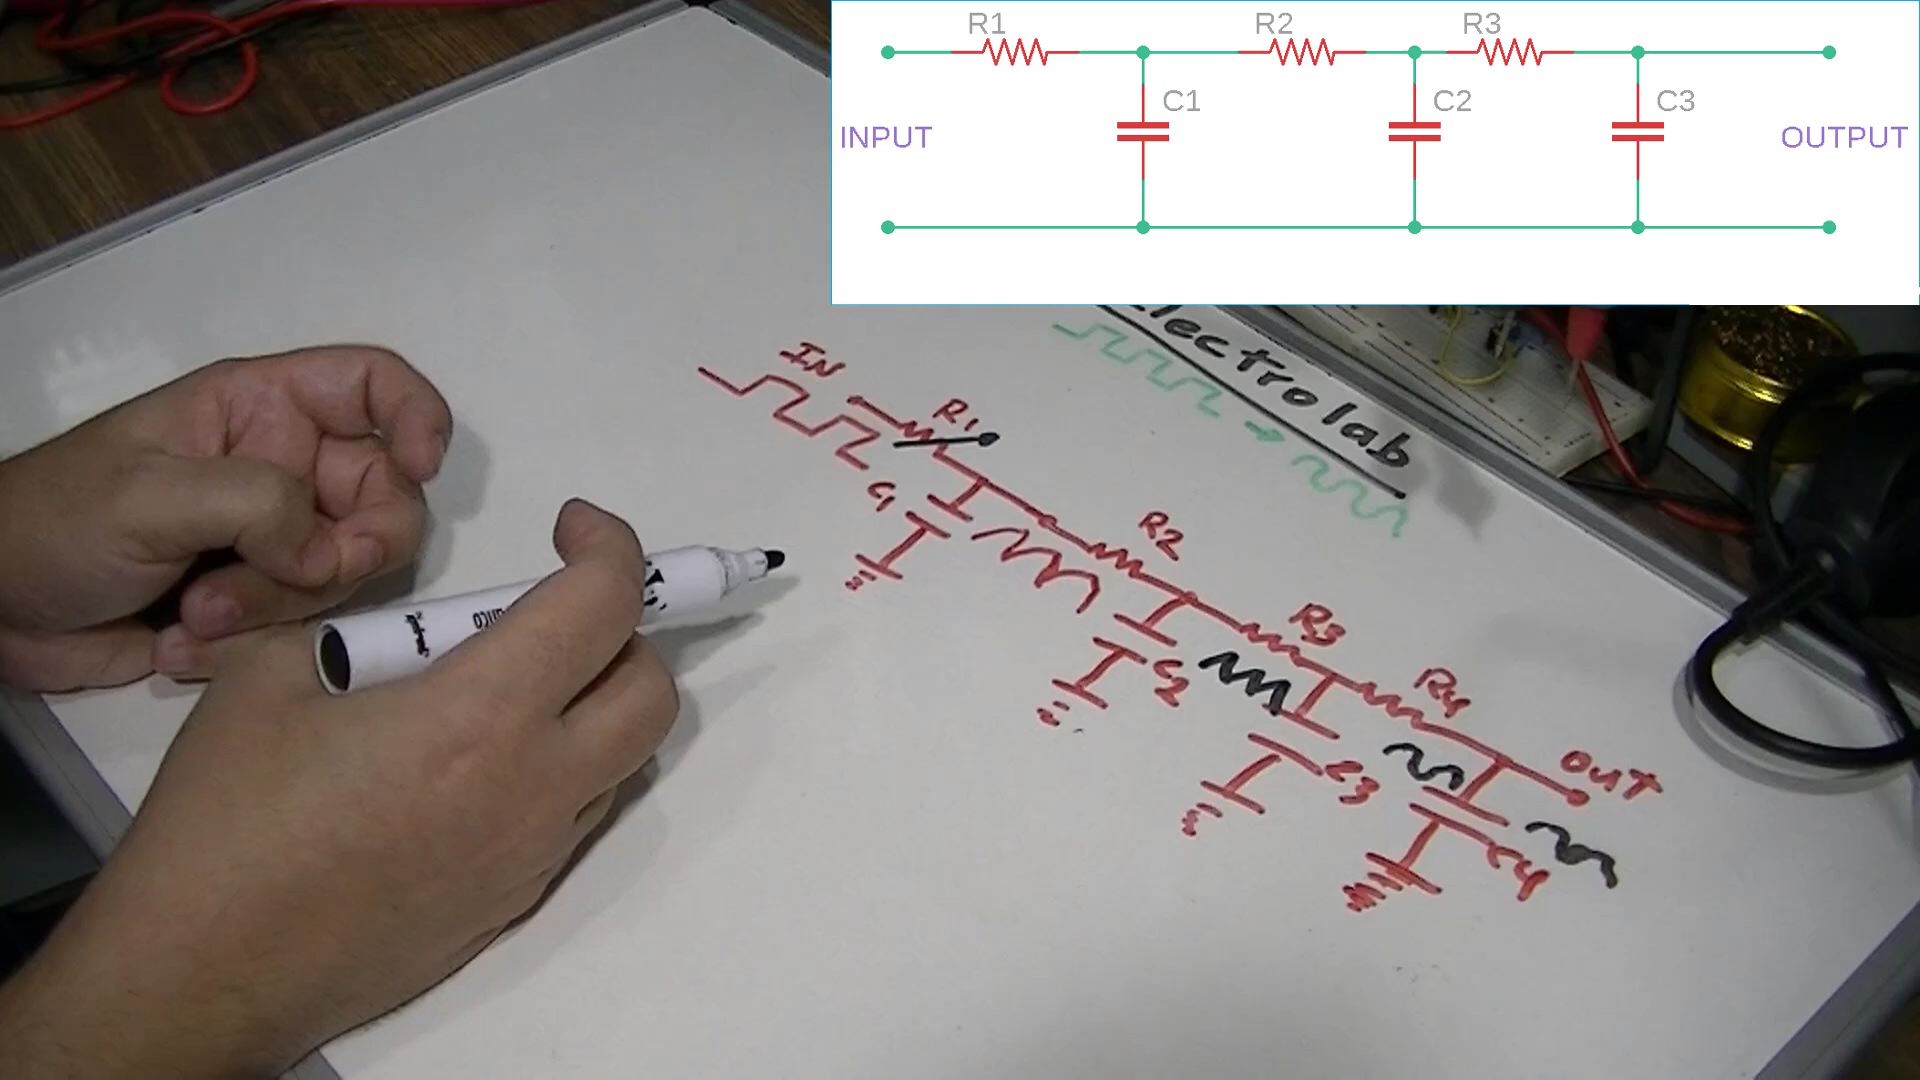 R1 R2 R3
C1 C2 C3
INPUT OUTPUT
Electrolab
IN
R1
C1
R2
C2
R3
C3
R4
C4
OUT